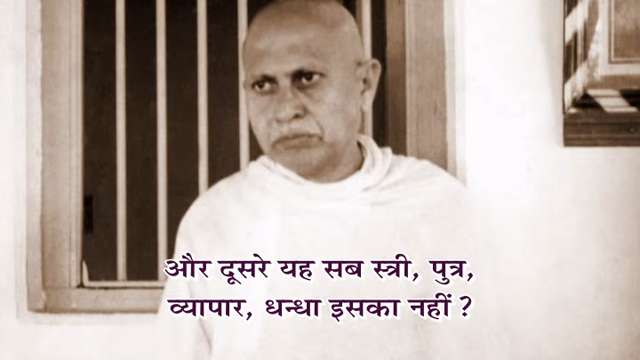 और दूसरे यह सब स्त्री, पुत्र,
व्यापार, धन्धा इसका नहीं ?